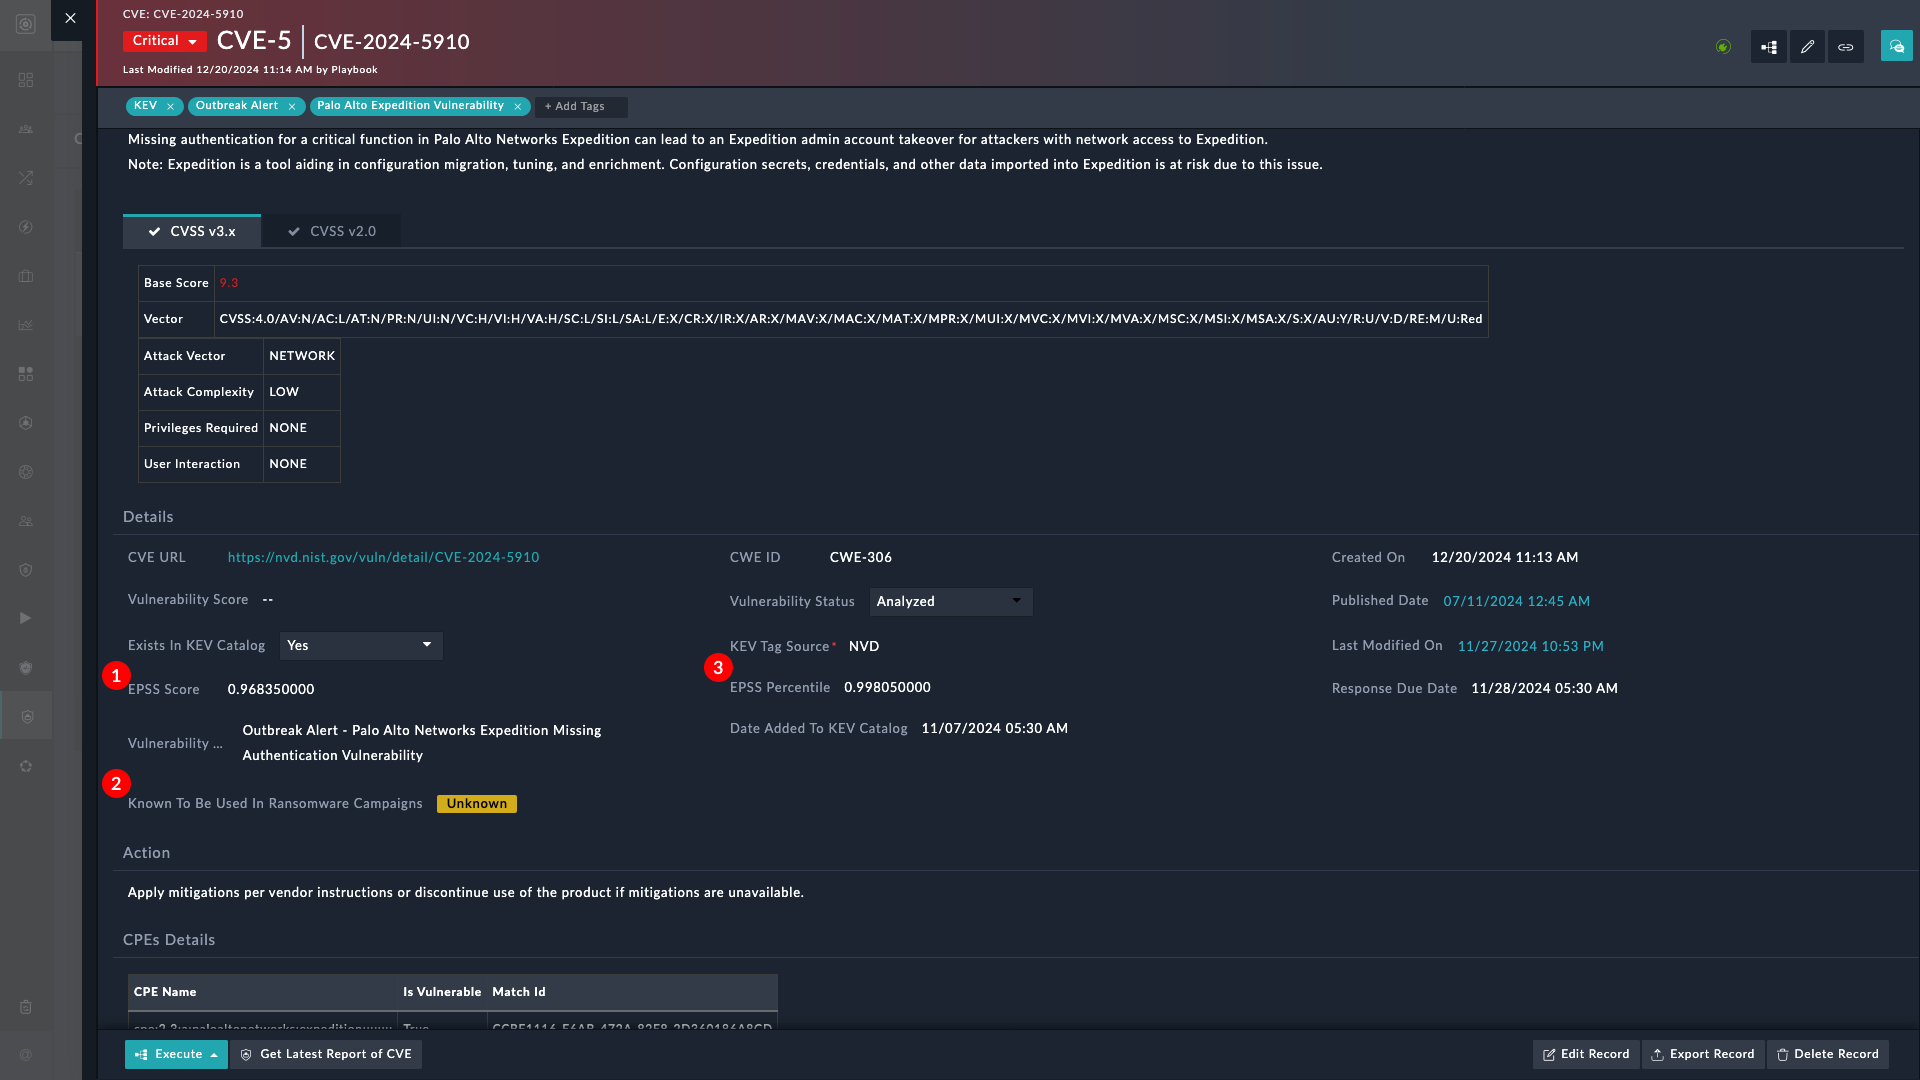 CVE: CVE-2024-5910
Critical CVE-5 CVE-2024-5910
Last Modified 12/20/2024 11:14 AM by Playbook
KEV × Outbreak Alert × Palo Alto Expedition Vulnerability × + Add Tags
Missing authentication for a critical function in Palo Alto Networks Expedition can lead to an Expedition admin account takeover for attackers with network access to Expedition.
Note: Expedition is a tool aiding in configuration migration, tuning, and enrichment. Configuration secrets, credentials, and other data imported into Expedition is at risk due to this issue.
CVSS v3.x CVSS v2.0
Base Score 9.3
Vector CVSS:4.0/AV:N/AC:L/AT:N/PR:N/UI:N/VC:H/VI:H/VA:H/SC:L/SI:L/SA:L/E:X/CR:X/IR:X/AR:X/MAV:X/MAC:X/MAT:X/MPR:X/MUI:X/MVC:X/MVI:X/MVA:X/MSC:X/MSI:X/MSA:X/S:X/AU:Y/R:U/V:D/RE:M/U:Red
Attack Vector NETWORK
Attack Complexity LOW
Privileges Required NONE
User Interaction NONE
Details
CVE URL https://nvd.nist.gov/vuln/detail/CVE-2024-5910 CWE ID CWE-306 Created On 12/20/2024 11:13 AM
Vulnerability Score -- Vulnerability Status Analyzed Published Date 07/11/2024 12:45 AM
Exists In KEV Catalog Yes KEV Tag Source* NVD Last Modified On 11/27/2024 10:53 PM
1 3
EPSS Score 0.968350000 EPSS Percentile 0.998050000 Response Due Date 11/28/2024 05:30 AM
Vulnerability ... Outbreak Alert - Palo Alto Networks Expedition Missing Authentication Vulnerability Date Added To KEV Catalog 11/07/2024 05:30 AM
2
Known To Be Used In Ransomware Campaigns Unknown
Action
Apply mitigations per vendor instructions or discontinue use of the product if mitigations are unavailable.
CPEs Details
CPE Name Is Vulnerable Match Id
Execute Get Latest Report of CVE Edit Record Export Record Delete Record